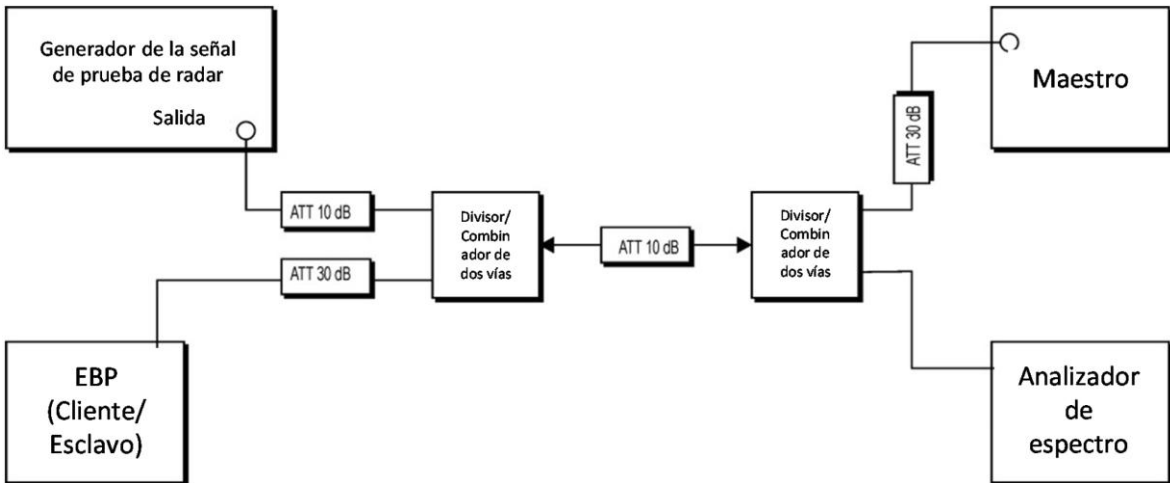 Generador de la señal
de prueba de radar
Salida
Maestro
ATT 30 dB
ATT 10 dB
Divisor/
Combin
ador de
dos vías
ATT 10 dB
Divisor/
Combin
ador de
dos vías
ATT 30 dB
EBP
(Cliente/
Esclavo)
Analizador
de
espectro